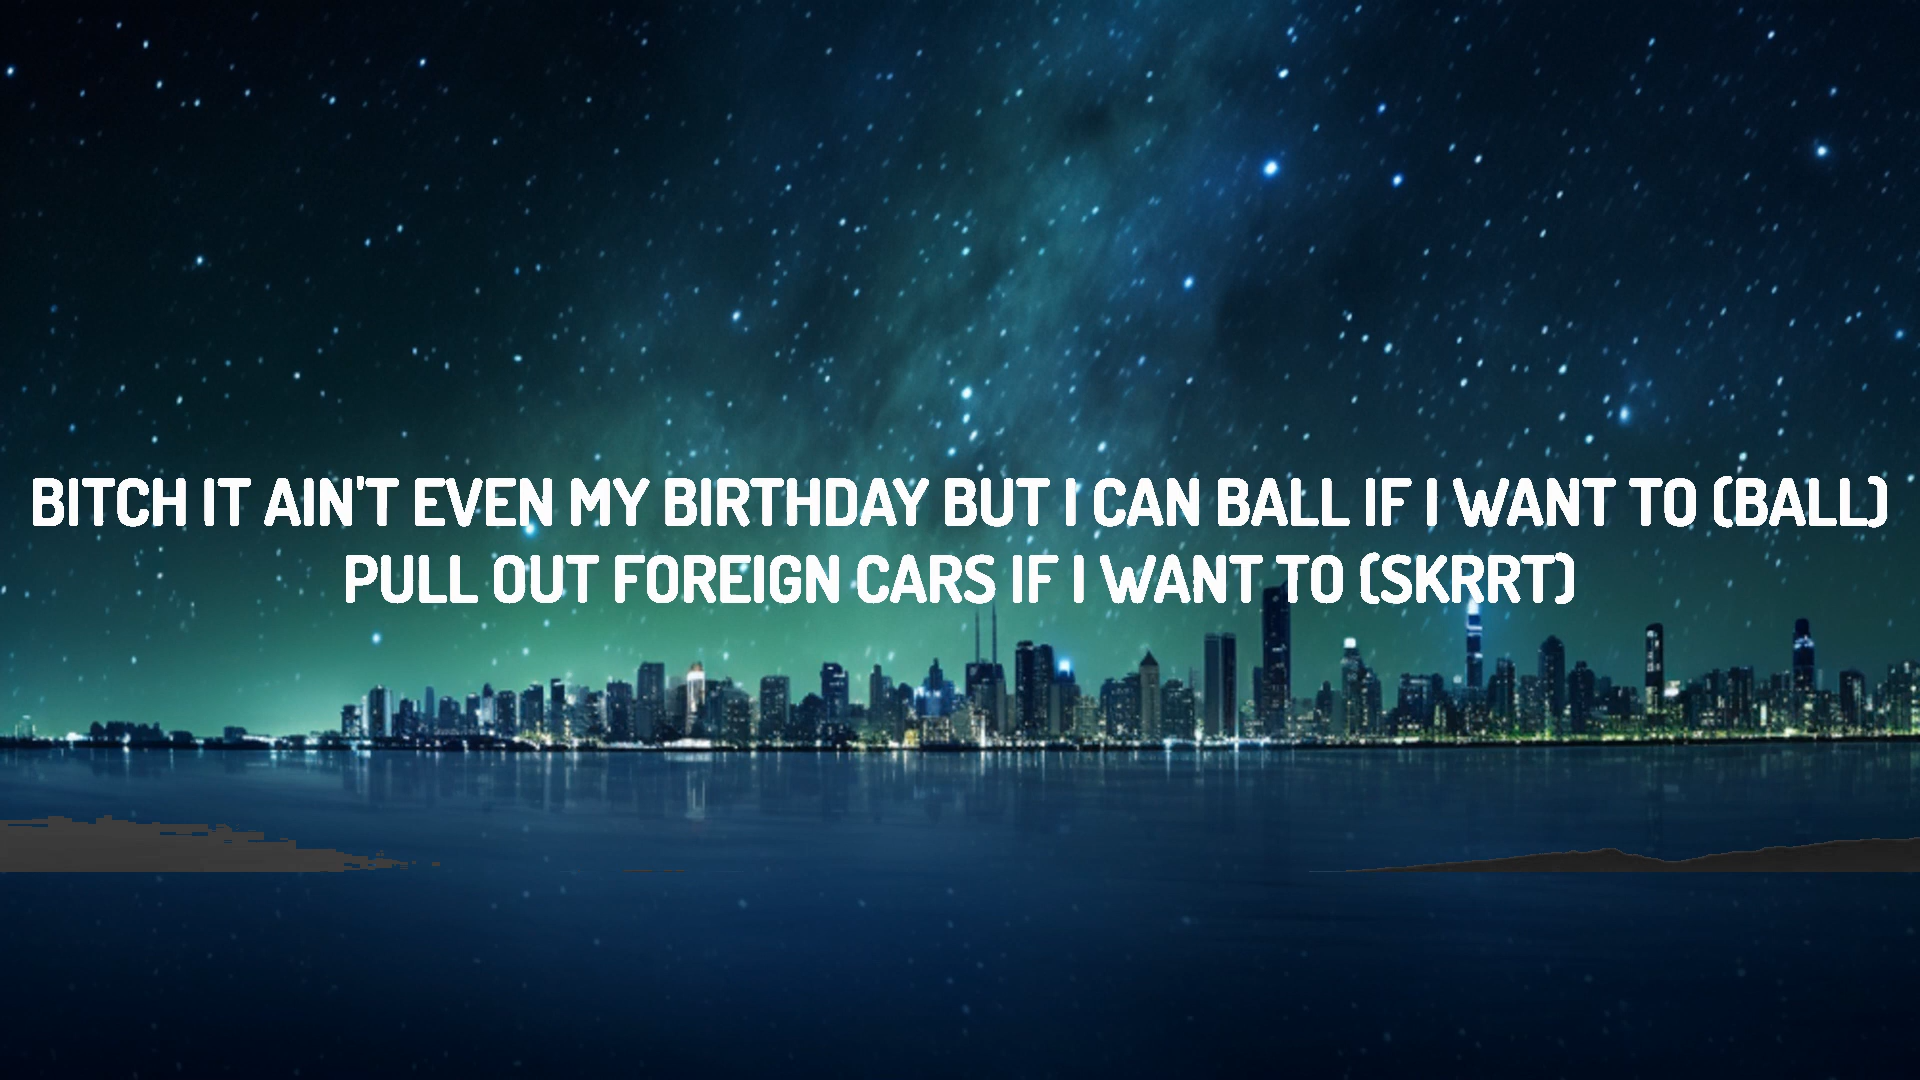 BITCH IT AIN'T EVEN MY BIRTHDAY BUT I CAN BALL IF I WANT TO (BALL)
PULL OUT FOREIGN CARS IF I WANT TO (SKRRT)